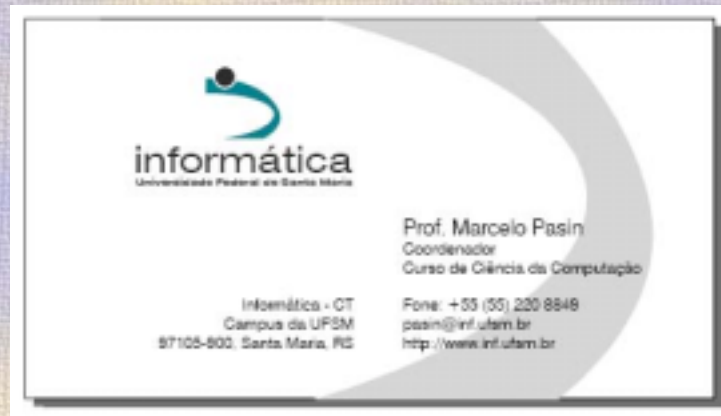 informática
Universidade Federal de Santa Maria
Prof. Marcelo Pasin
Coordenador
Curso de Ciência da Computação
Informática - CT
Campus da UFSM
97105-900, Santa Maria, RS
Fone: +55 (55) 220 8849
pasin@inf.ufsm.br
http://www.inf.ufsm.br